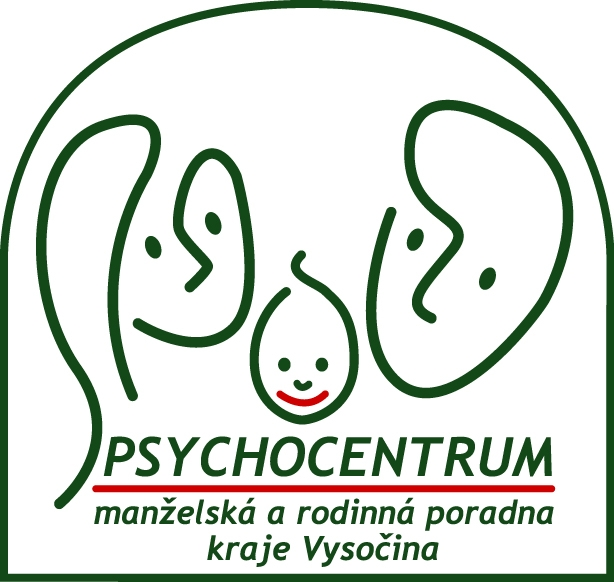 PSYCHOCENTRUM
manželská a rodinná poradna
kraje Vysočina